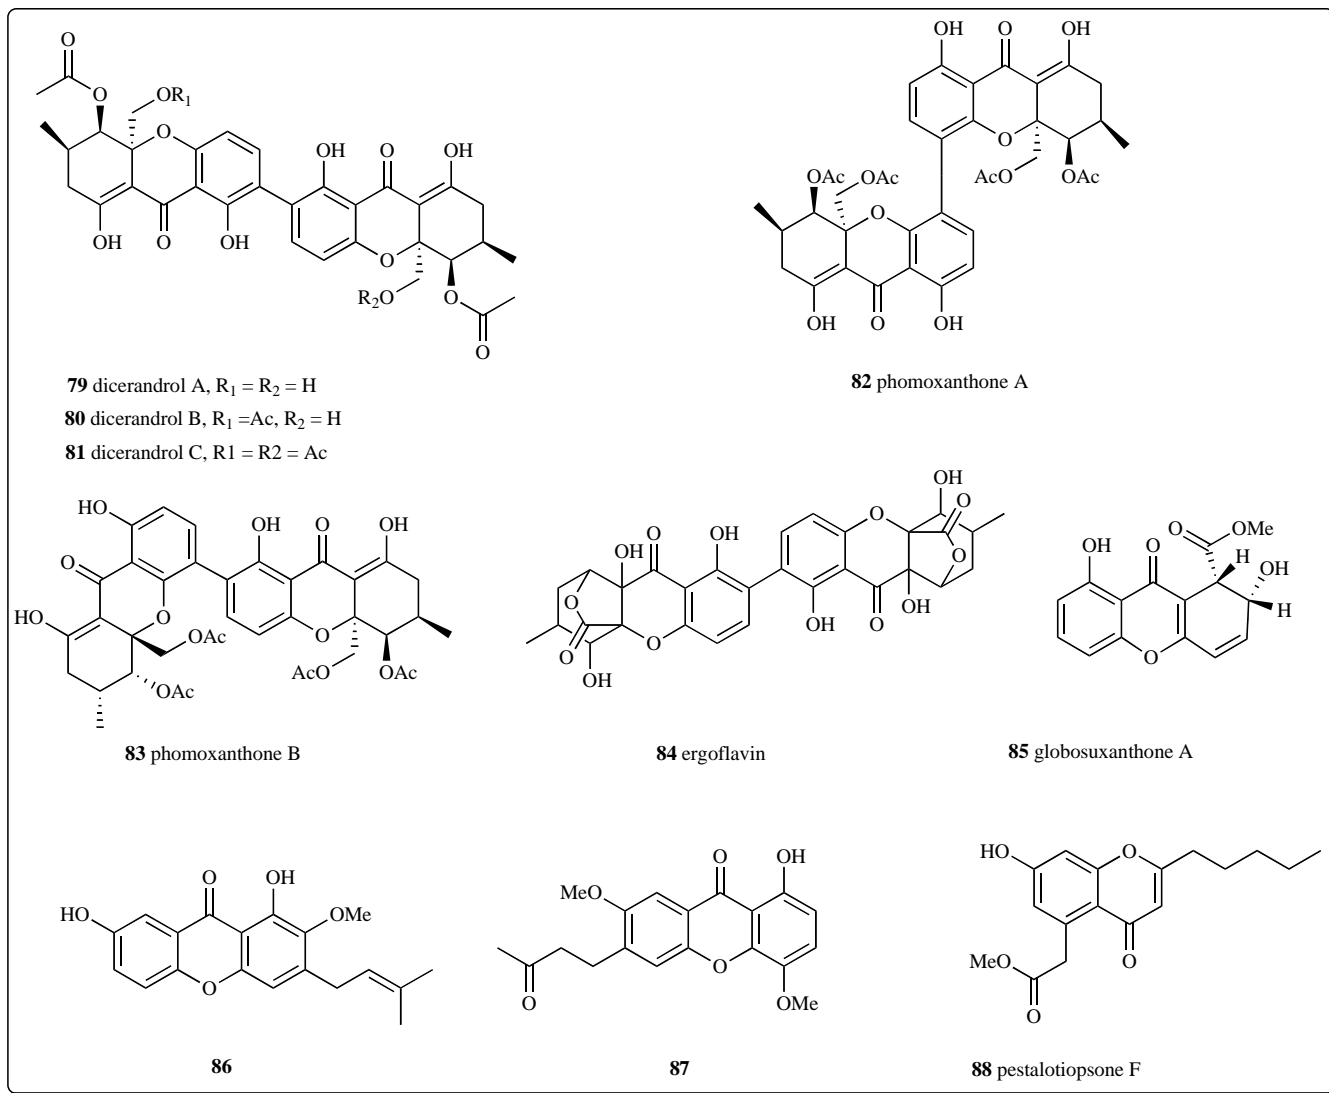 O
O
OR1
O
OH
O
OH
OH
O
OH
O
R2O
O
O
79 dicerandrol A, R1 = R2 = H
80 dicerandrol B, R1 =Ac, R2 = H
81 dicerandrol C, R1 = R2 = Ac
OH
O
OH
O
AcO
OAc
OAc
OAc
O
OH
O
OH
82 phomoxanthone A
HO
O
O
HO
OAc
OAc
OH
O
OH
O
AcO
OAc
83 phomoxanthone B
OH
O
OH
O
O
O
OH
OH
O
O
O
OH
O
OH
84 ergoflavin
O
OMe
OH
O
H
OH
H
O
85 globosuxanthone A
O
OH
HO
OMe
O
86
O
OH
MeO
O
O
OMe
87
HO
O
O
MeO
O
88 pestalotiopsone F